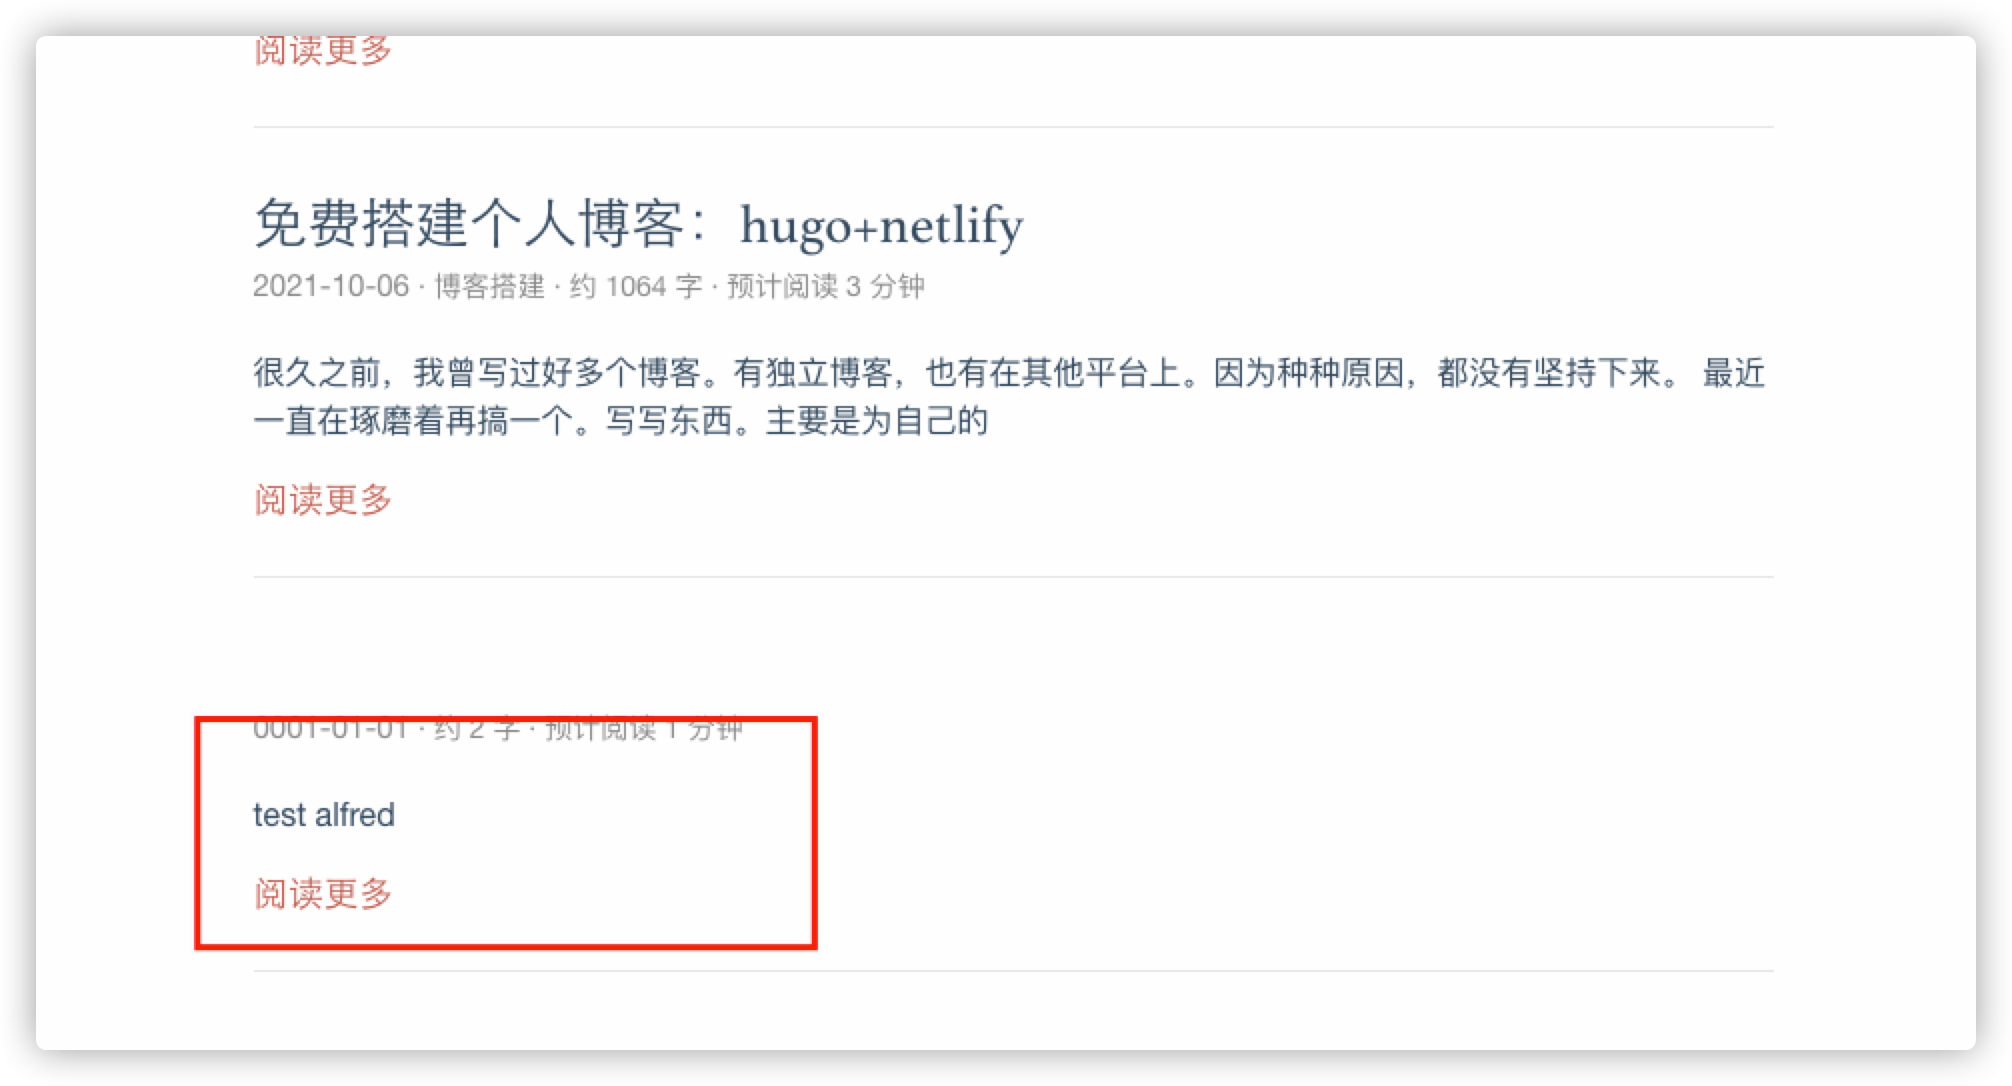 阅读更多
免费搭建个人博客：hugo+netlify
2021-10-06 · 博客搭建 · 约 1064 字 · 预计阅读 3 分钟
很久之前，我曾写过好多个博客。有独立博客，也有在其他平台上。因为种种原因，都没有坚持下来。 最近
一直在琢磨着再搞一个。写写东西。主要是为自己的
阅读更多
0001-01-01 · 约 2 字 · 预计阅读 1 分钟
test alfred
阅读更多